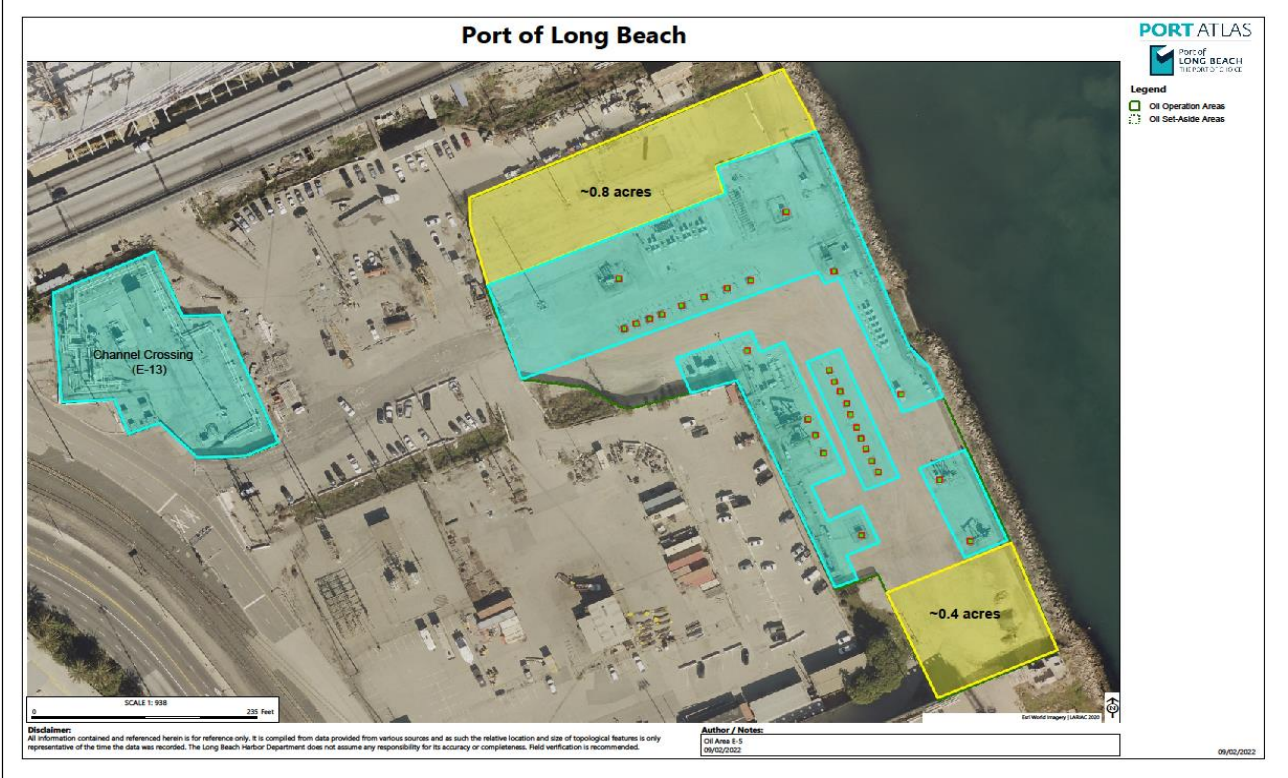 Port of Long Beach
PORT ATLAS
Port of
LONG BEACH
THE PORT OF CHOICE
Legend
Oil Operation Areas
Oil Set-Aside Areas
~0.8 acres
Channel Crossing
(E-13)
~0.4 acres
SCALE 1: 938
0 235 Feet
Esri World Imagery | LARIAC 2020
N
Disclaimer:
All information contained and referenced herein is for reference only. It is compiled from data provided from various sources and as such the relative location and size of topological features is only
representative of the time the data was recorded. The Long Beach Harbor Department does not assume any responsibility for its accuracy or completeness. Field verification is recommended.
Author / Notes:
Oil Area E-5
09/02/2022
09/02/2022